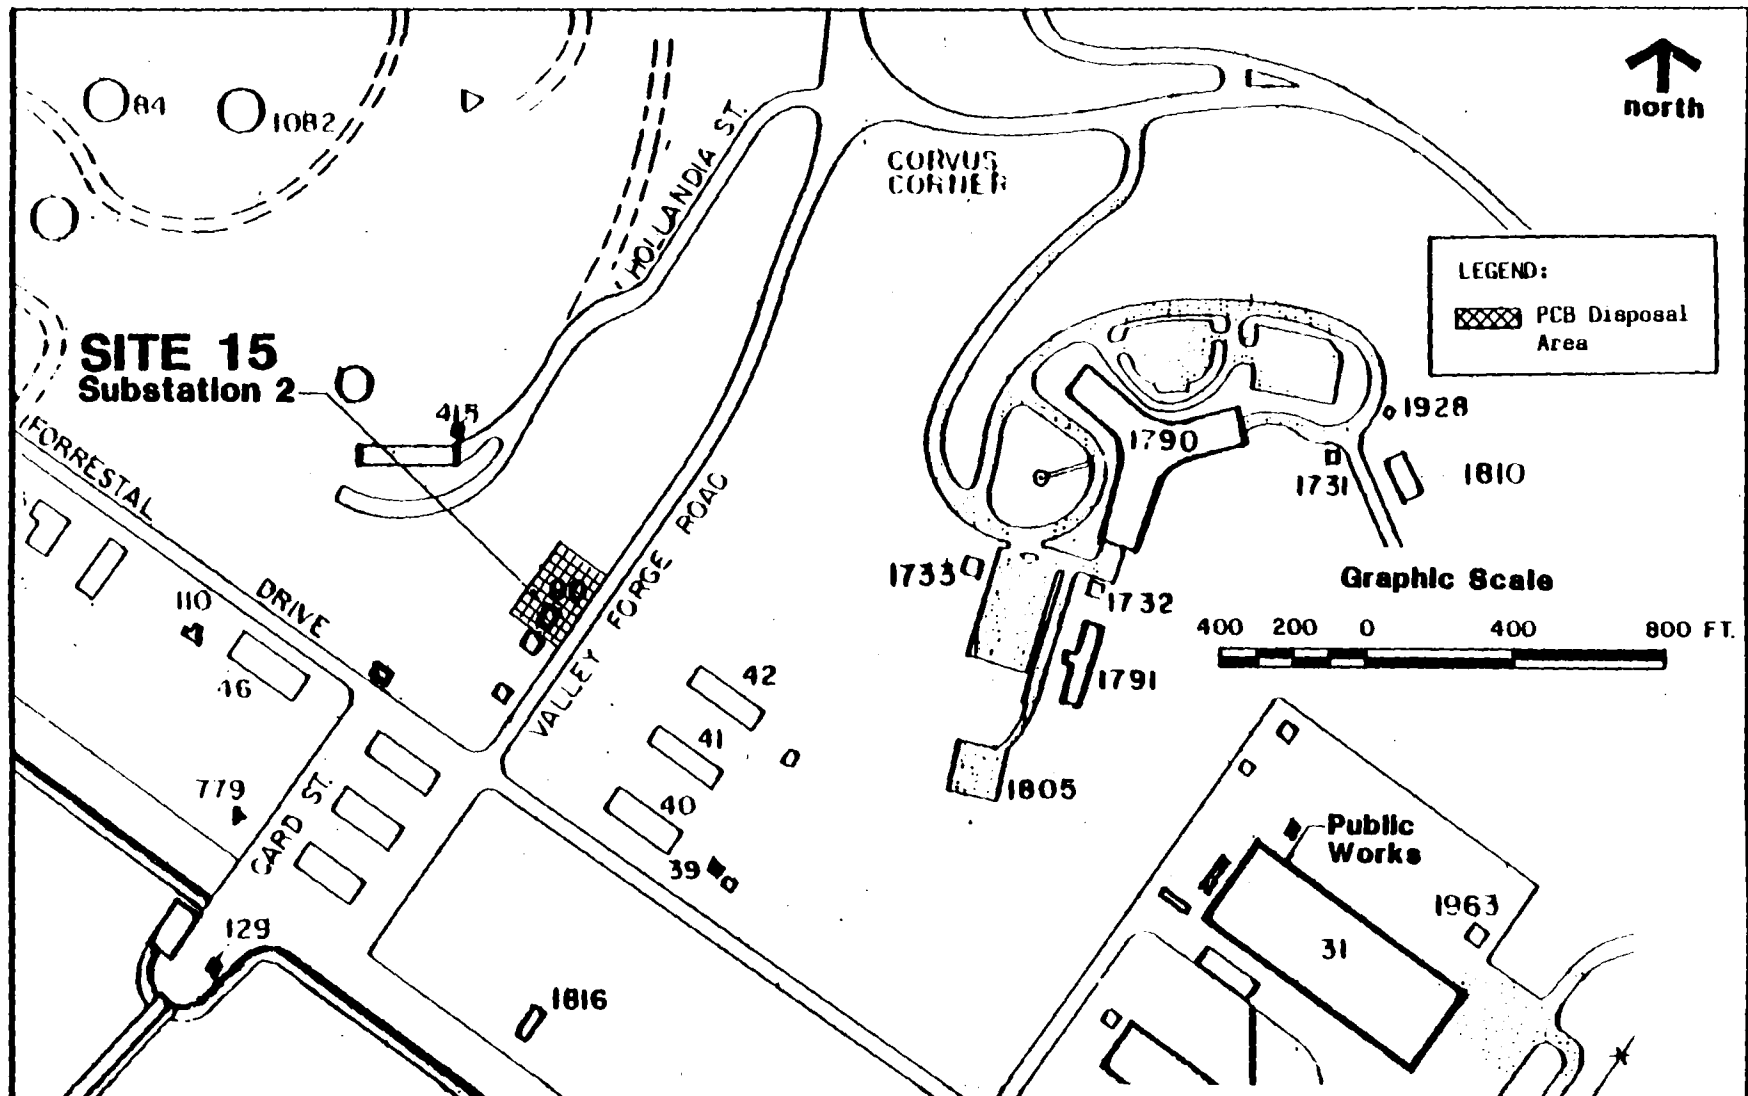 84
1082
north
HOLLANDIA ST.
CORVUS
CORNER
LEGEND:
PCB Disposal
Area
SITE 15
Substation 2
415
1928
1790
1731
1810
FORRESTAL
DRIVE
VALLEY FORGE ROAD
1733
1732
Graphic Scale
400 200 0 400 800 FT.
110
46
42
1791
41
779
CARD ST.
40
1805
39
Public
Works
1963
129
31
1816